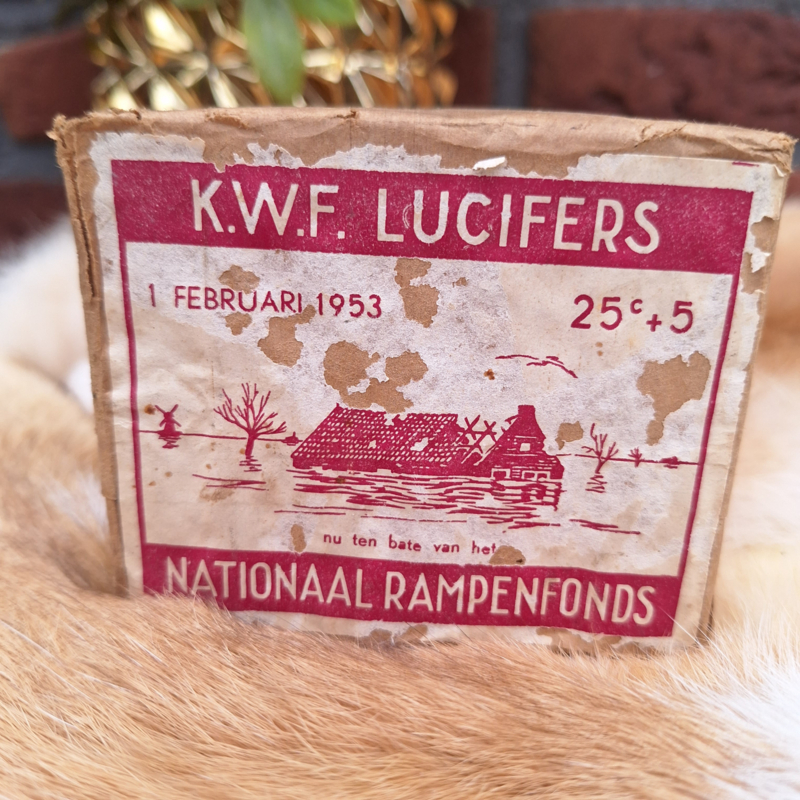 K.W.F. LUCIFERS
1 FEBRUARI 1953
25c+5
nu ten bate van het
NATIONAAL RAMPENFONDS